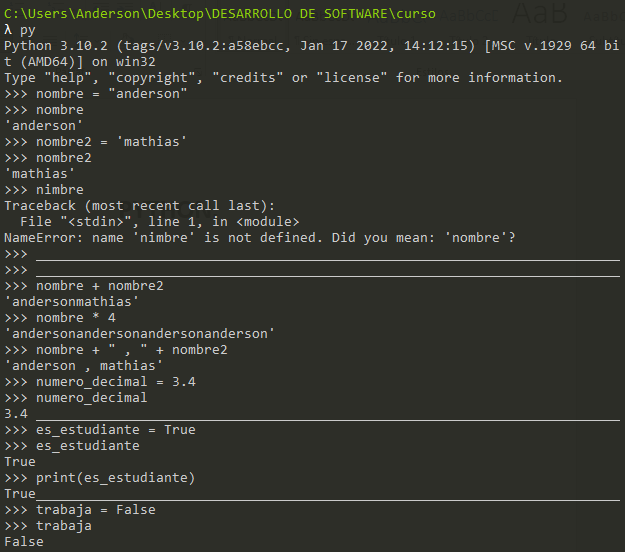 C:\Users\Anderson\Desktop\DESARROLLO DE SOFTWARE\curso
λ py
Python 3.10.2 (tags/v3.10.2:a58ebcc, Jan 17 2022, 14:12:15) [MSC v.1929 64 bi
t (AMD64)] on win32
Type "help", "copyright", "credits" or "license" for more information.
>>> nombre = "anderson"
>>> nombre
'anderson'
>>> nombre2 = 'mathias'
>>> nombre2
'mathias'
>>> nimbre
Traceback (most recent call last):
  File "<stdin>", line 1, in <module>
NameError: name 'nimbre' is not defined. Did you mean: 'nombre'?
>>>
>>>
>>> nombre + nombre2
'andersonmathias'
>>> nombre * 4
'andersonandersonandersonanderson'
>>> nombre + " , " + nombre2
'anderson , mathias'
>>> numero_decimal = 3.4
>>> numero_decimal
3.4
>>> es_estudiante = True
>>> es_estudiante
True
>>> print(es_estudiante)
True
>>> trabaja = False
>>> trabaja
False